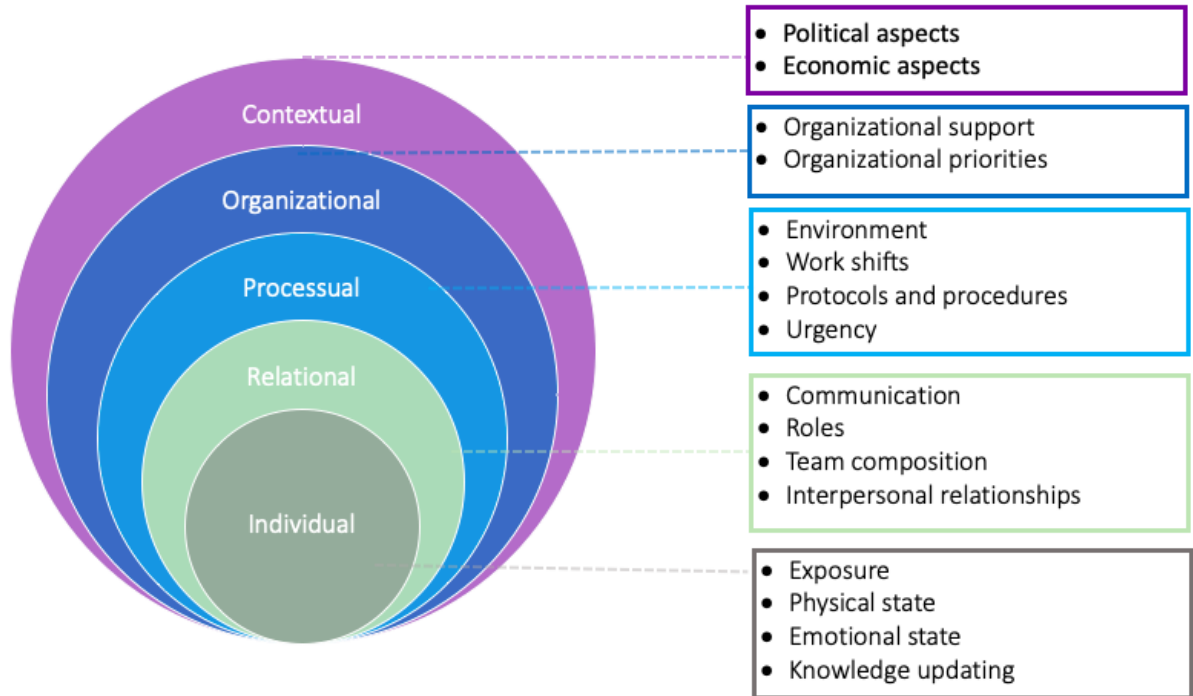 Contextual
Organizational
Processual
Relational
Individual
• Political aspects
• Economic aspects
• Organizational support
• Organizational priorities
• Environment
• Work shifts
• Protocols and procedures
• Urgency
• Communication
• Roles
• Team composition
• Interpersonal relationships
• Exposure
• Physical state
• Emotional state
• Knowledge updating